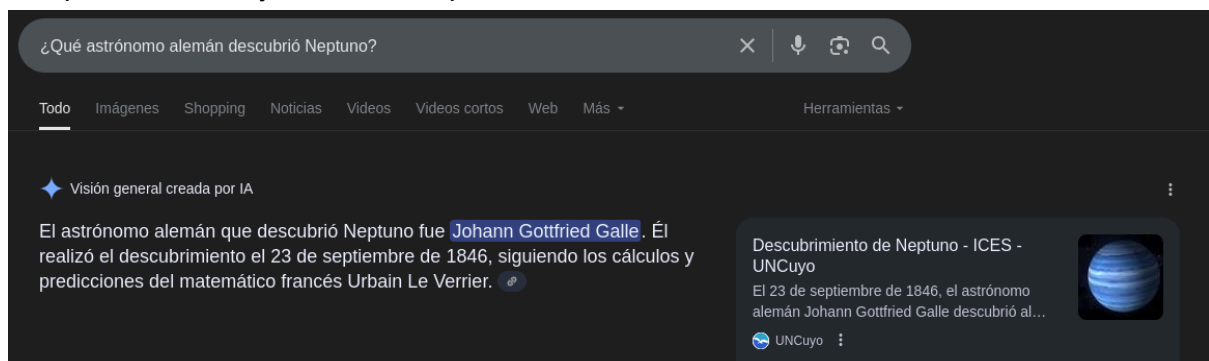 ¿Qué astrónomo alemán descubrió Neptuno?
Todo Imágenes Shopping Noticias Videos Videos cortos Web Más Herramientas
Visión general creada por IA
El astrónomo alemán que descubrió Neptuno fue Johann Gottfried Galle. Él
realizó el descubrimiento el 23 de septiembre de 1846, siguiendo los cálculos y
predicciones del matemático francés Urbain Le Verrier.
Descubrimiento de Neptuno - ICES -
UNCuyo
El 23 de septiembre de 1846, el astrónomo
alemán Johann Gottfried Galle descubrió al…
UNCuyo